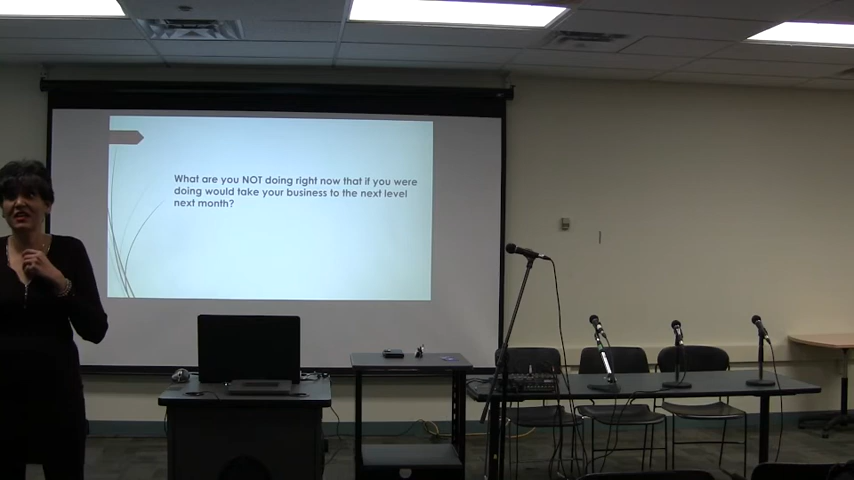 What are you NOT doing right now that if you were
doing would take your business to the next level
next month?